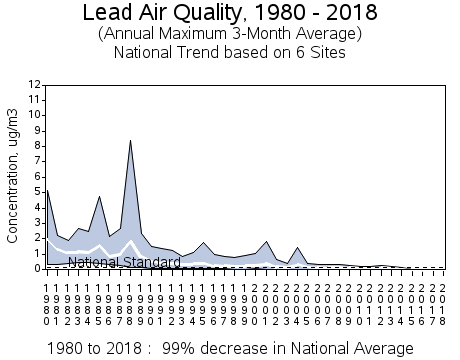 Lead Air Quality, 1980 - 2018
(Annual Maximum 3-Month Average)
National Trend based on 6 Sites
Concentration, ug/m3
12
11
10
9
8
7
6
5
4
3
2
1
0
National Standard
1980 1981 1982 1983 1984 1985 1986 1987 1988 1989 1990 1991 1992 1993 1994 1995 1996 1997 1998 1999 2000 2001 2002 2003 2004 2005 2006 2007 2008 2009 2010 2011 2012 2013 2014 2015 2016 2017 2018
1980 to 2018 : 99% decrease in National Average